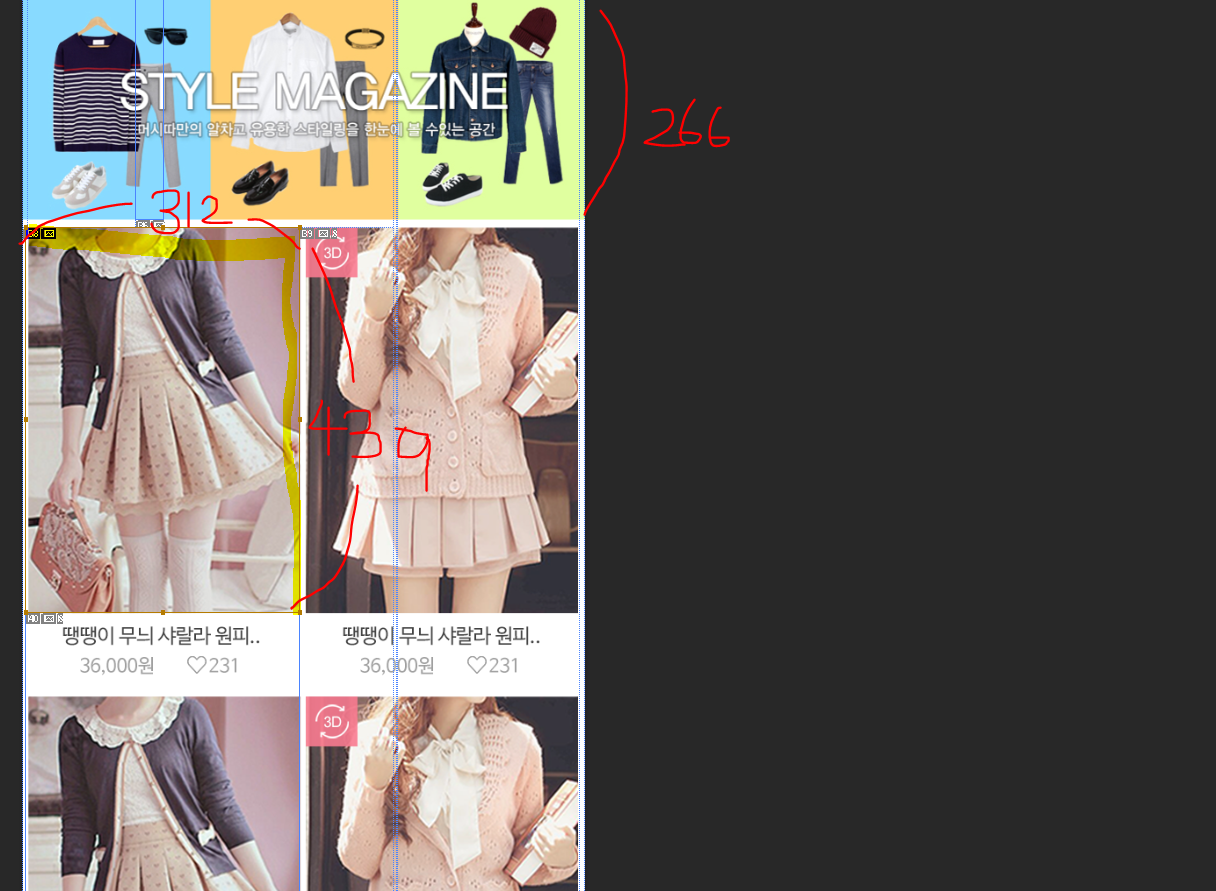 STYLE MAGAZINE
머시따만의 알차고 유용한 스타일링을 한눈에 볼 수있는 공간
266
312
3D
439
땡땡이 무늬 샤랄라 원피..
땡땡이 무늬 샤랄라 원피..
36,000원 231
36,000원 231
3D